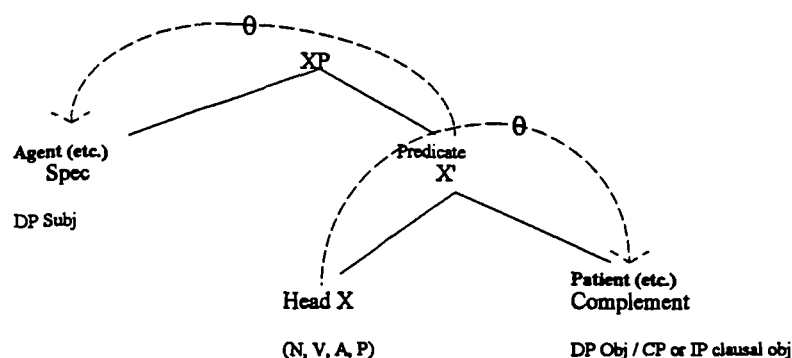 θ
XP
θ
Agent (etc.)
Spec
Predicate
X'
DP Subj
Head X
Patient (etc.)
Complement
(N, V, A, P)
DP Obj / CP or IP clausal obj